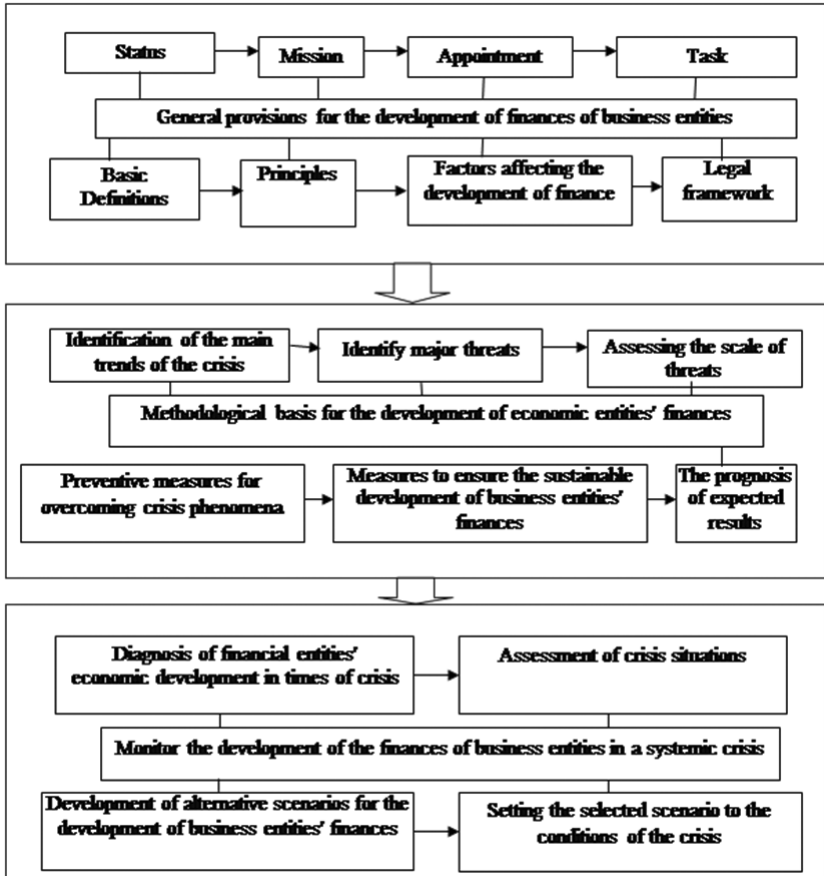 Status
Mission
Appointment
Task
General provisions for the development of finances of business entities
Basic
Definitions
Principles
Factors affecting the
development of finance
Legal
framework
Identification of the main
trends of the crisis
Identify major threats
Assessing the scale of
threats
Methodological basis for the development of economic entities' finances
Preventive measures for
overcoming crisis phenomena
Measures to ensure the sustainable
development of business entities'
finances
The prognosis
of expected
results
Diagnosis of financial entities'
economic development in times of crisis
Assessment of crisis situations
Monitor the development of the finances of business entities in a systemic crisis
Development of alternative scenarios for the
development of business entities' finances
Setting the selected scenario to the
conditions of the crisis